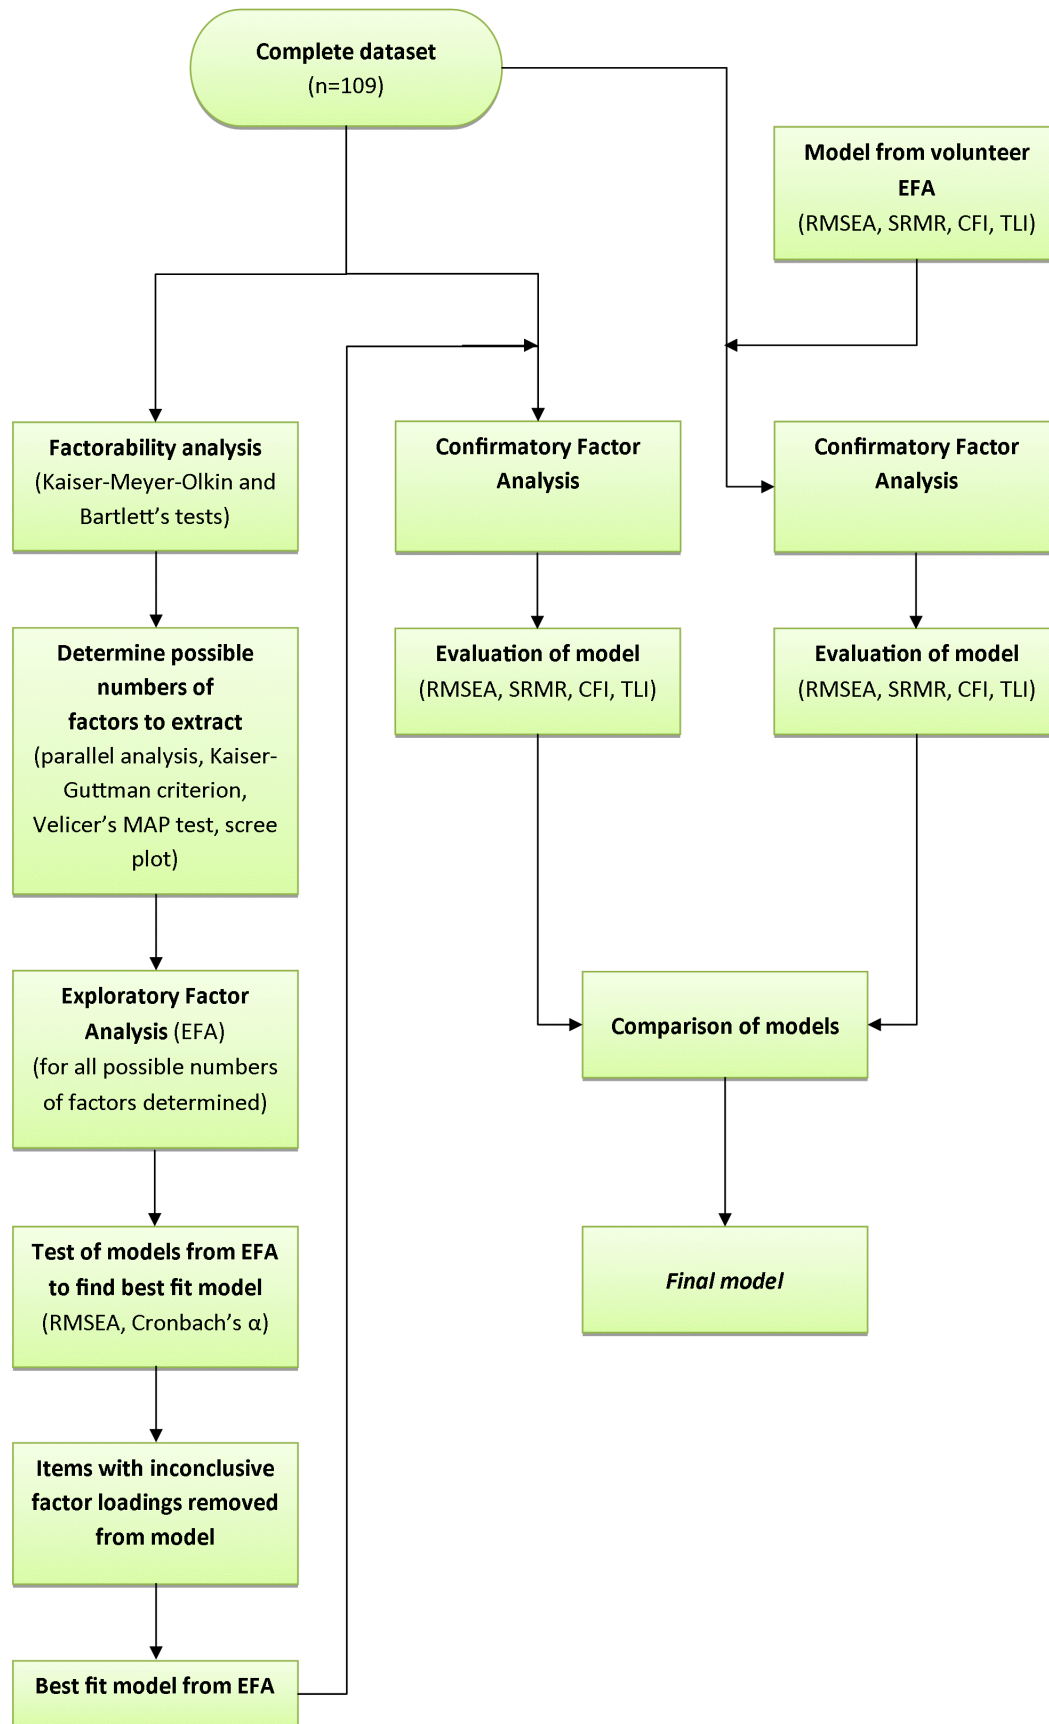 Complete dataset
(n=109)
Model from volunteer
EFA
(RMSEA, SRMR, CFI, TLI)
Factorability analysis
(Kaiser-Meyer-Olkin and
Bartlett’s tests)
Confirmatory Factor
Analysis
Confirmatory Factor
Analysis
Determine possible
numbers of
factors to extract
(parallel analysis, Kaiser-
Guttman criterion,
Velicer’s MAP test, scree
plot)
Evaluation of model
(RMSEA, SRMR, CFI, TLI)
Evaluation of model
(RMSEA, SRMR, CFI, TLI)
Exploratory Factor
Analysis (EFA)
(for all possible numbers
of factors determined)
Comparison of models
Test of models from EFA
to find best fit model
(RMSEA, Cronbach’s α)
Final model
Items with inconclusive
factor loadings removed
from model
Best fit model from EFA